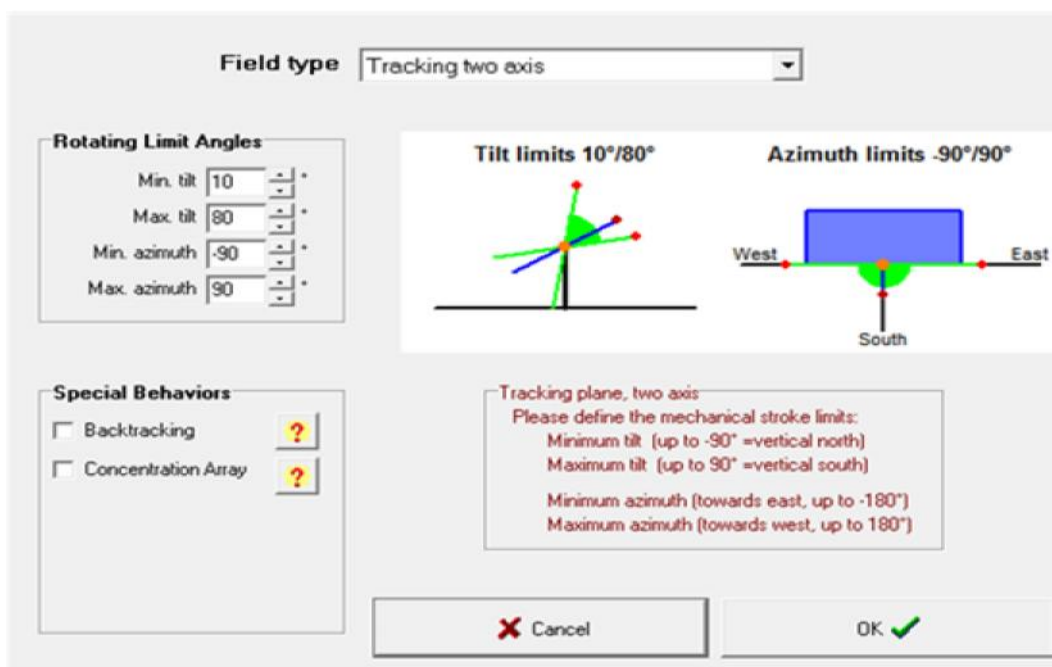 Field type Tracking two axis
Rotating Limit Angles
Min. tilt 10 °
Max. tilt 80 °
Min. azimuth -90 °
Max. azimuth 90 °
Tilt limits 10°/80° Azimuth limits -90°/90°
West East
South
Special Behaviors
Backtracking ?
Concentration Array ?
Tracking plane, two axis
Please define the mechanical stroke limits:
Minimum tilt (up to -90° =vertical north)
Maximum tilt (up to 90° =vertical south)
Minimum azimuth (towards east, up to -180°)
Maximum azimuth (towards west, up to 180°)
Cancel OK